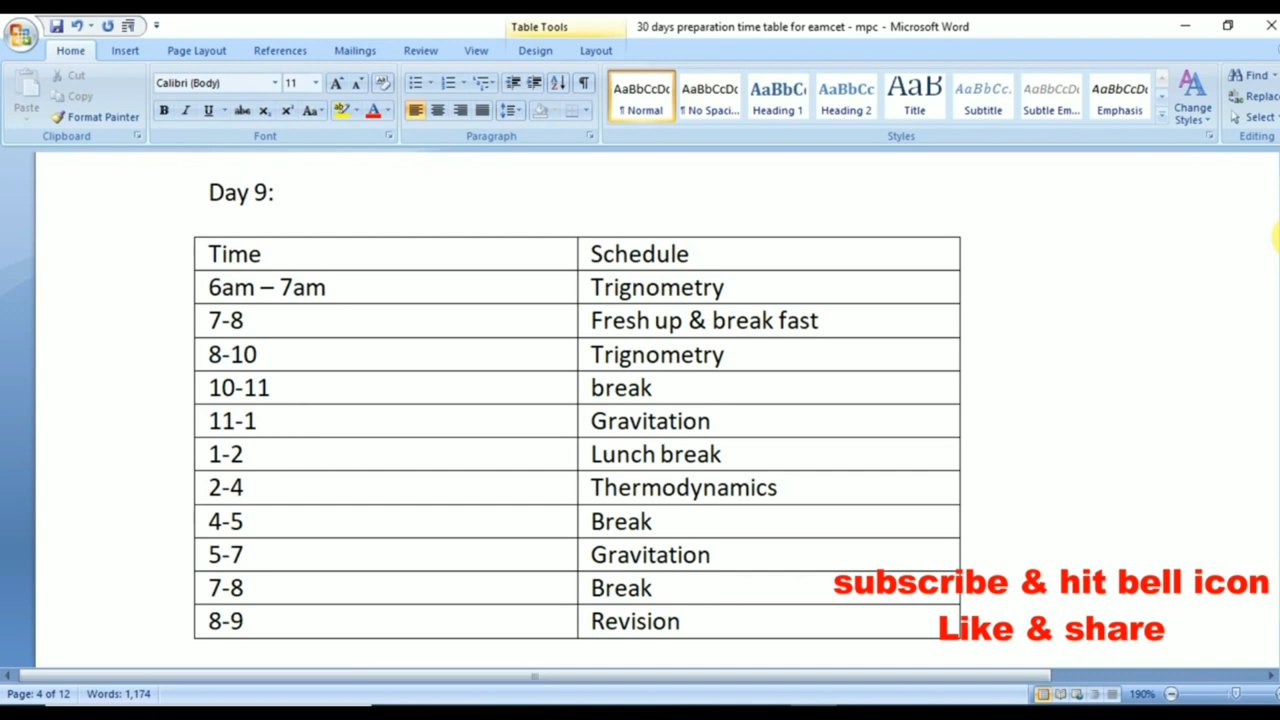 Table Tools
30 days preparation time table for eamcet - mpc - Microsoft Word
Home Insert Page Layout References Mailings Review View Design Layout
Paste
Cut
Copy
Format Painter
Clipboard
Calibri (Body) 11
Font
Paragraph
AaBbCcDc AaBbCcDc AaBbC AaBbCc AaB AaBbCc. AaBbCcDc AaBbCcDc
¶ Normal ¶ No Spaci... Heading 1 Heading 2 Title Subtitle Subtle Em... Emphasis
Change Styles
Styles
Find
Replac
Select
Editing
Day 9:
Time Schedule
6am – 7am Trignometry
7-8 Fresh up & break fast
8-10 Trignometry
10-11 break
11-1 Gravitation
1-2 Lunch break
2-4 Thermodynamics
4-5 Break
5-7 Gravitation
7-8 Break
8-9 Revision
subscribe & hit bell icon
Like & share
Page: 4 of 12 Words: 1,174 190%